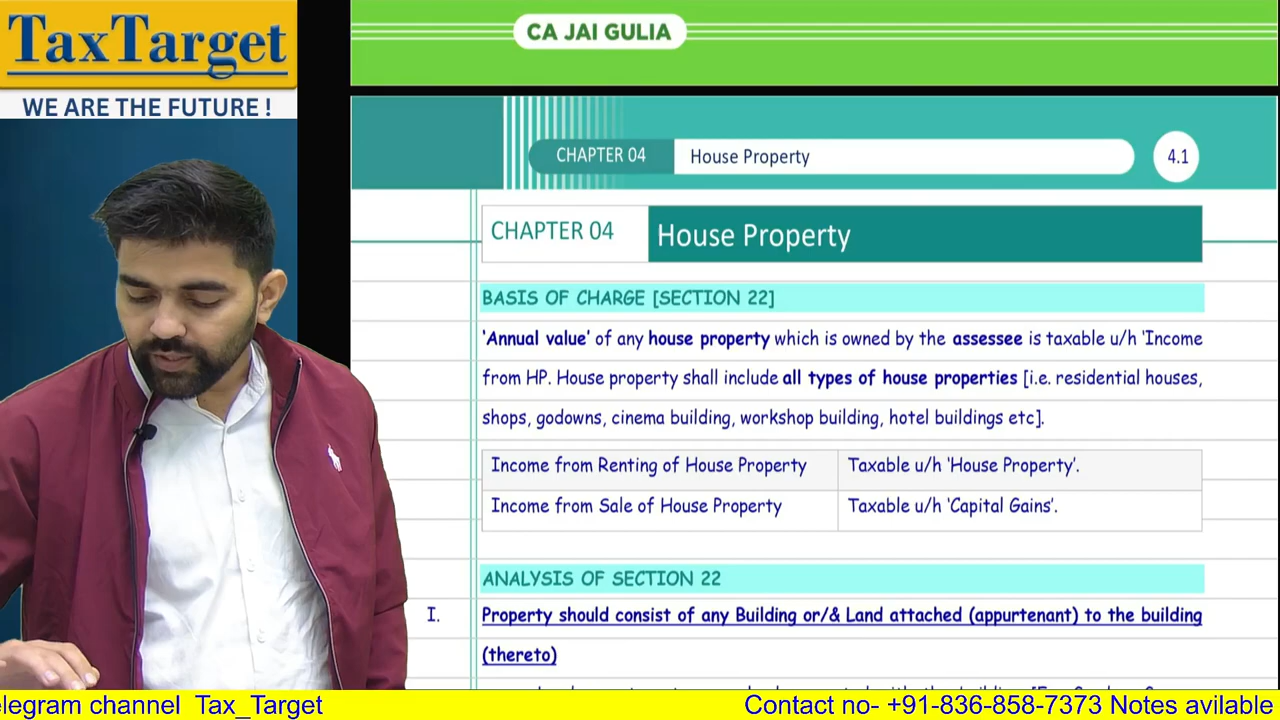 TaxTarget
WE ARE THE FUTURE !
CA JAI GULIA
CHAPTER 04
House Property
4.1
CHAPTER 04
House Property
BASIS OF CHARGE [SECTION 22]
‘Annual value’ of any house property which is owned by the assessee is taxable u/h ‘Income
from HP. House property shall include all types of house properties [i.e. residential houses,
shops, godowns, cinema building, workshop building, hotel buildings etc].
Income from Renting of House Property
Taxable u/h ‘House Property’.
Income from Sale of House Property
Taxable u/h ‘Capital Gains’.
ANALYSIS OF SECTION 22
I. Property should consist of any Building or/& Land attached (appurtenant) to the building
(thereto)
elegram channel Tax_Target
Contact no- +91-836-858-7373 Notes avilable